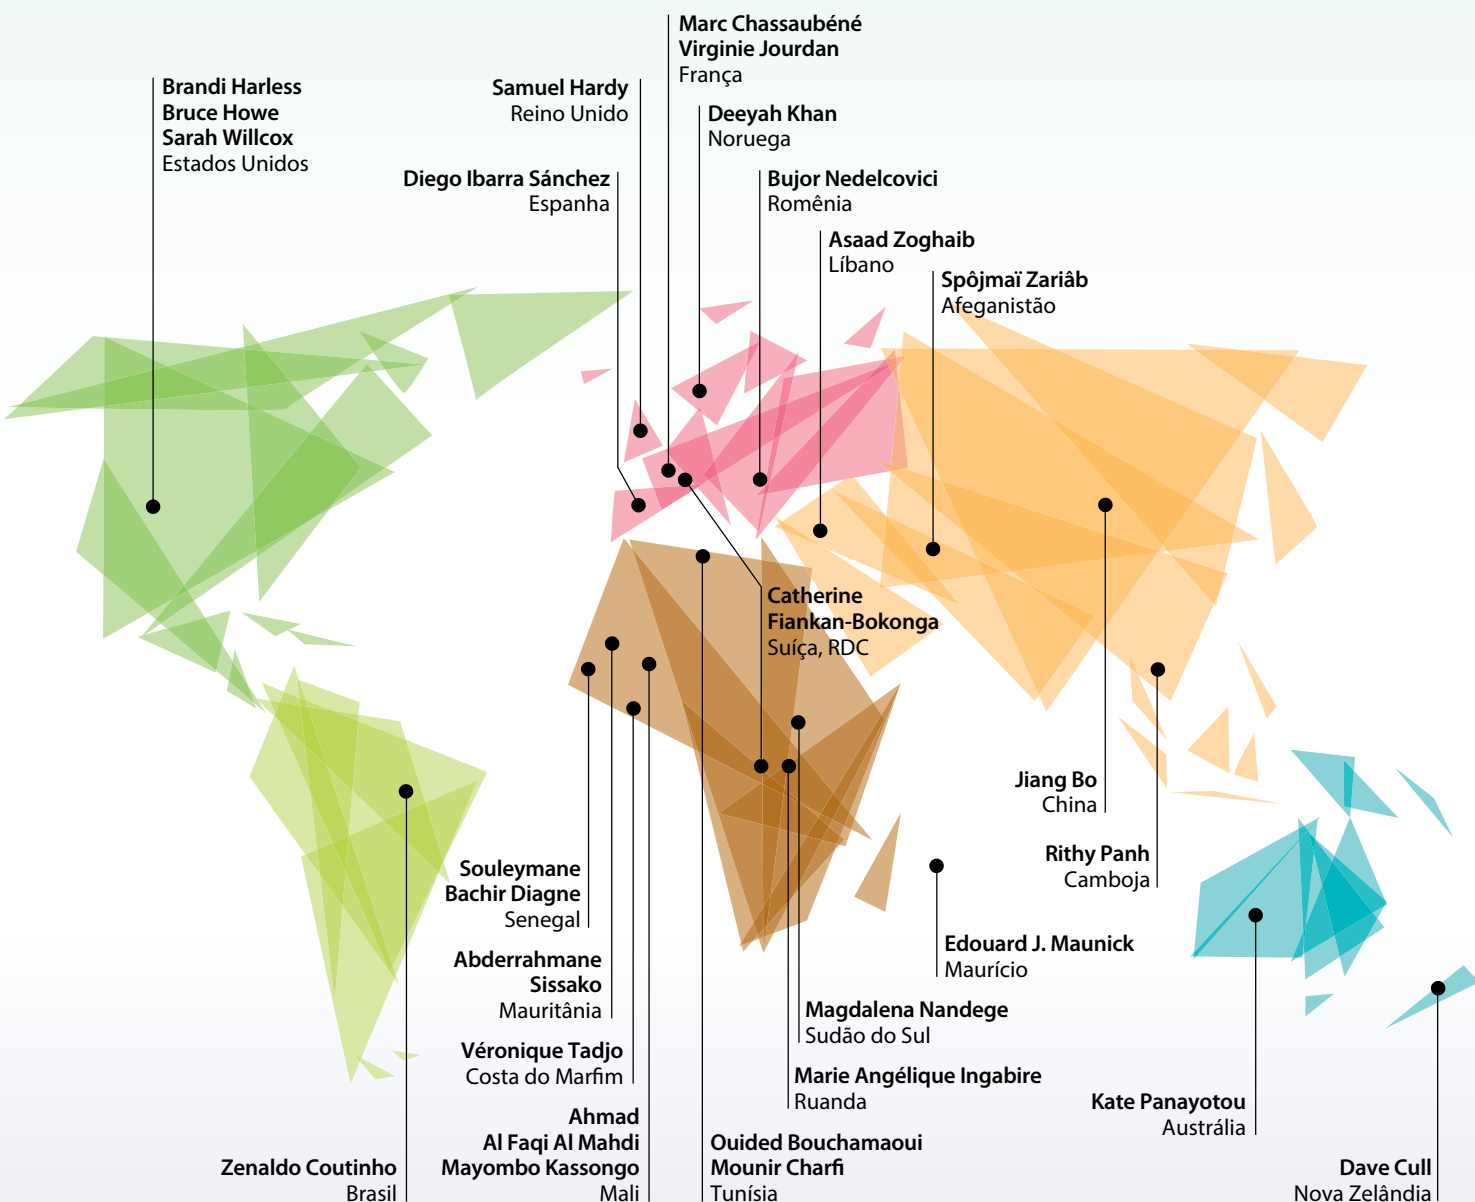 Marc Chassaubéné
Virginie Jourdan
França
Brandi Harless
Bruce Howe
Sarah Willcox
Estados Unidos
Samuel Hardy
Reino Unido
Deeyah Khan
Noruega
Diego Ibarra Sánchez
Espanha
Bujor Nedelcovici
Romênia
Asaad Zoghaib
Líbano
Spôjmaï Zariâb
Afeganistão
Catherine
Fiankan-Bokonga
Suíça, RDC
Jiang Bo
China
Rithy Panh
Camboja
Souleymane
Bachir Diagne
Senegal
Edouard J. Maunick
Maurício
Abderrahmane
Sissako
Mauritânia
Magdalena Nandege
Sudão do Sul
Véronique Tadjo
Costa do Marfim
Marie Angélique Ingabire
Ruanda
Kate Panayotou
Austrália
Ahmad
Al Faqi Al Mahdi
Mayombo Kassongo
Mali
Ouided Bouchamaoui
Mounir Charfi
Tunísia
Zenaldo Coutinho
Brasil
Dave Cull
Nova Zelândia